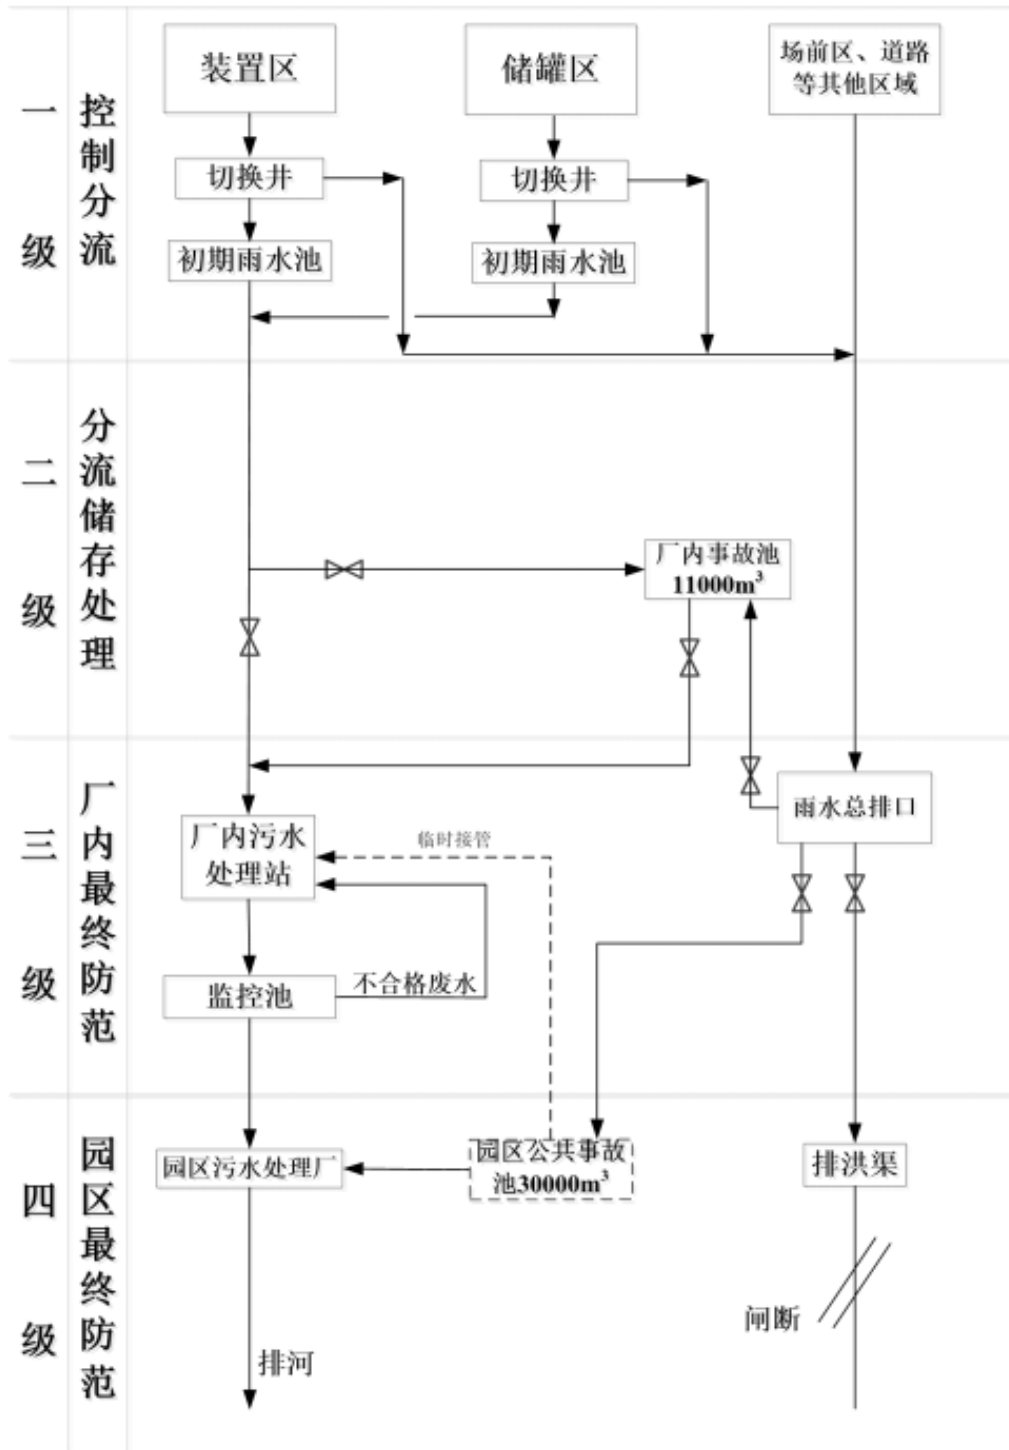 一级
控制分流
装置区
储罐区
场前区、道路
等其他区域
切换井
切换井
初期雨水池
初期雨水池
二级
分流储存处理
厂内事故池
11000m³
三级
厂内最终防范
雨水总排口
厂内污水
处理站
临时接管
监控池
不合格废水
四级
园区最终防范
园区污水处理厂
园区公共事故
池30000m³
排洪渠
闸断
排河